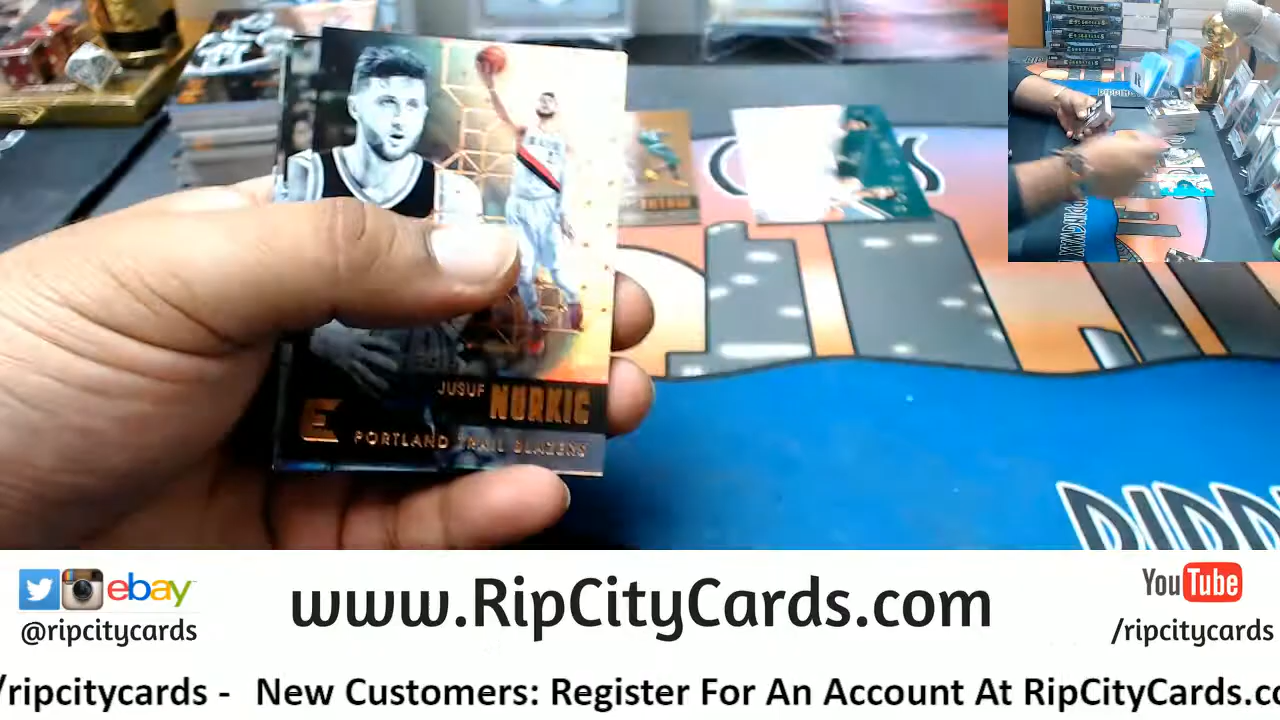 TATUM
JUSUF NURKIC
E
PORTLAND TRAIL BLAZERS
ebay
@ripcitycards
www.RipCityCards.com
YouTube
/ripcitycards
/ripcitycards - New Customers: Register For An Account At RipCityCards.co